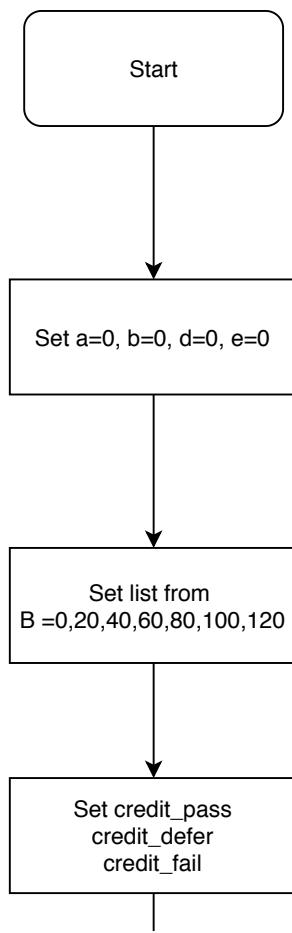 Start
Set a=0, b=0, d=0, e=0
Set list from
B =0,20,40,60,80,100,120
Set credit_pass
credit_defer
credit_fail